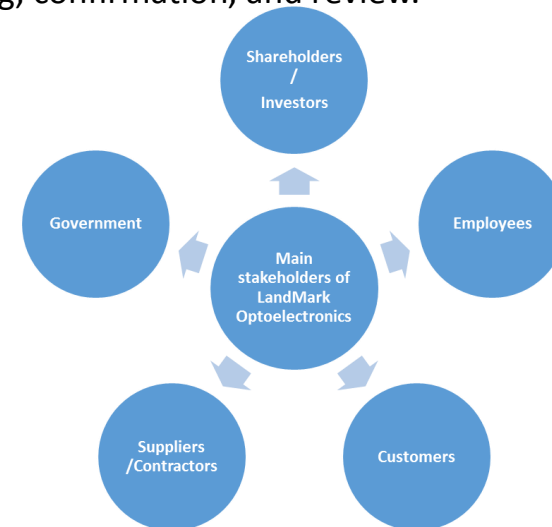 confirmation, and review.
Shareholders
/
Investors
Government
Employees
Main
stakeholders of
LandMark
Optoelectronics
Suppliers
/Contractors
Customers